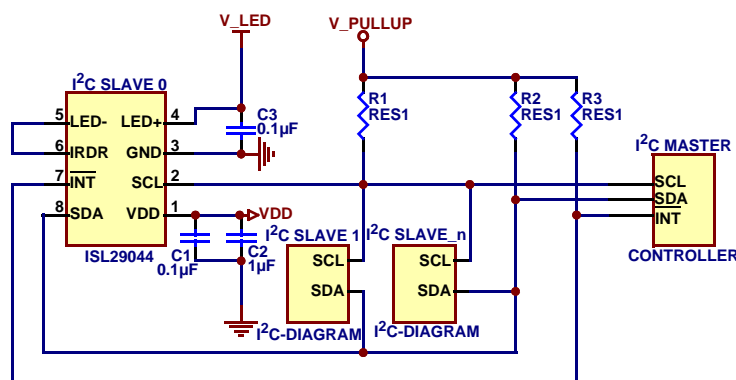 V_LED
V_PULLUP
I²C SLAVE 0
5 LED- LED+ 4
6 IRDR GND 3
7 INT SCL 2
8 SDA VDD 1
ISL29044
C3
0.1µF
R1
RES1
R2
RES1
R3
RES1
I²C MASTER
SCL
SDA
INT
CONTROLLER
VDD
C1
0.1µF
C2
1µF
I²C SLAVE 1
SCL
SDA
I²C-DIAGRAM
I²C SLAVE_n
SCL
SDA
I²C-DIAGRAM